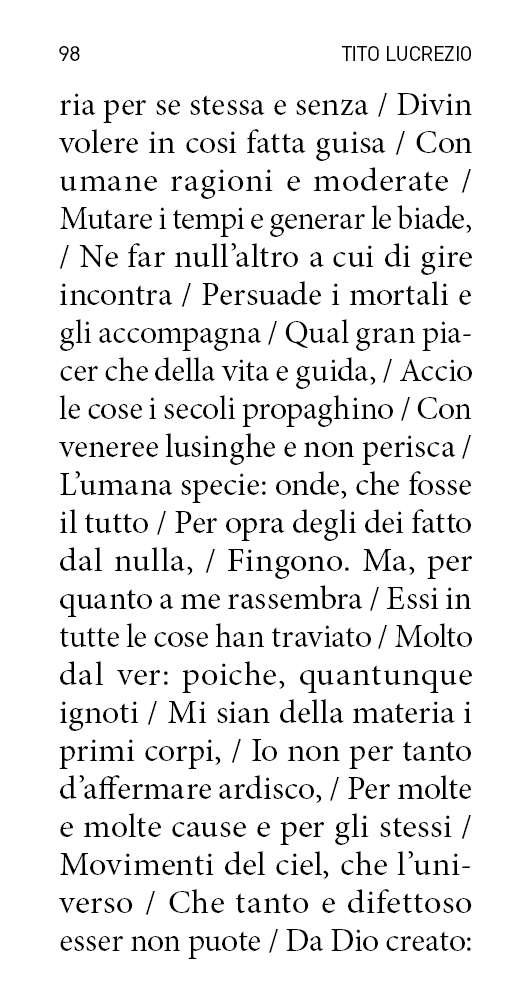 98 TITO LUCREZIO
ria per se stessa e senza / Divin
volere in cosi fatta guisa / Con
umane ragioni e moderate /
Mutare i tempi e generar le biade,
/ Ne far null’altro a cui di gire
incontra / Persuade i mortali e
gli accompagna / Qual gran pia-
cer che della vita e guida, / Accio
le cose i secoli propaghino / Con
veneree lusinghe e non perisca /
L’umana specie: onde, che fosse
il tutto / Per opra degli dei fatto
dal nulla, / Fingono. Ma, per
quanto a me rassembra / Essi in
tutte le cose han traviato / Molto
dal ver: poiche, quantunque
ignoti / Mi sian della materia i
primi corpi, / Io non per tanto
d’affermare ardisco, / Per molte
e molte cause e per gli stessi /
Movimenti del ciel, che l’uni-
verso / Che tanto e difettoso
esser non puote / Da Dio creato: